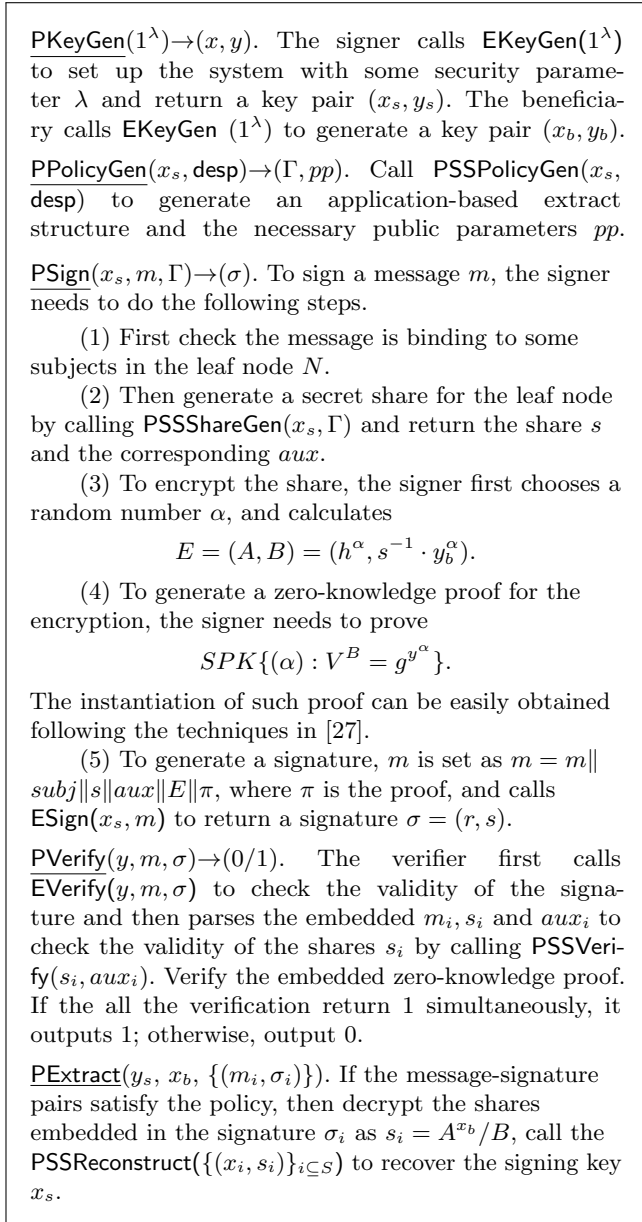 PKeyGen(1^λ)→(x, y). The signer calls EKeyGen(1^λ)
to set up the system with some security parame-
ter λ and return a key pair (x_s, y_s). The beneficia-
ry calls EKeyGen (1^λ) to generate a key pair (x_b, y_b).
PPolicyGen(x_s, desp)→(Γ, pp). Call PSSPolicyGen(x_s,
desp) to generate an application-based extract
structure and the necessary public parameters pp.
PSign(x_s, m, Γ)→(σ). To sign a message m, the signer
needs to do the following steps.
(1) First check the message is binding to some
subjects in the leaf node N.
(2) Then generate a secret share for the leaf node
by calling PSSShareGen(x_s, Γ) and return the share s
and the corresponding aux.
(3) To encrypt the share, the signer first chooses a
random number α, and calculates
E = (A, B) = (h^α, s^{-1} · y_b^α).
(4) To generate a zero-knowledge proof for the
encryption, the signer needs to prove
SPK{(α) : V^B = g^{y^α}}.
The instantiation of such proof can be easily obtained
following the techniques in [27].
(5) To generate a signature, m is set as m = m‖
subj‖s‖aux‖E‖π, where π is the proof, and calls
ESign(x_s, m) to return a signature σ = (r, s).
PVerify(y, m, σ)→(0/1). The verifier first calls
EVerify(y, m, σ) to check the validity of the signa-
ture and then parses the embedded m_i, s_i and aux_i to
check the validity of the shares s_i by calling PSSVeri-
fy(s_i, aux_i). Verify the embedded zero-knowledge proof.
If the all the verification return 1 simultaneously, it
outputs 1; otherwise, output 0.
PExtract(y_s, x_b, {(m_i, σ_i)}). If the message-signature
pairs satisfy the policy, then decrypt the shares
embedded in the signature σ_i as s_i = A^{x_b}/B, call the
PSSReconstruct({(x_i, s_i)}_{i⊆S}) to recover the signing key
x_s.